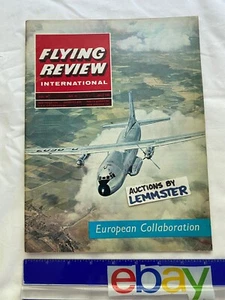 FLYING
REVIEW
INTERNATIONAL
AUCTIONS BY
LEMMSTER
European Collaboration
ebay